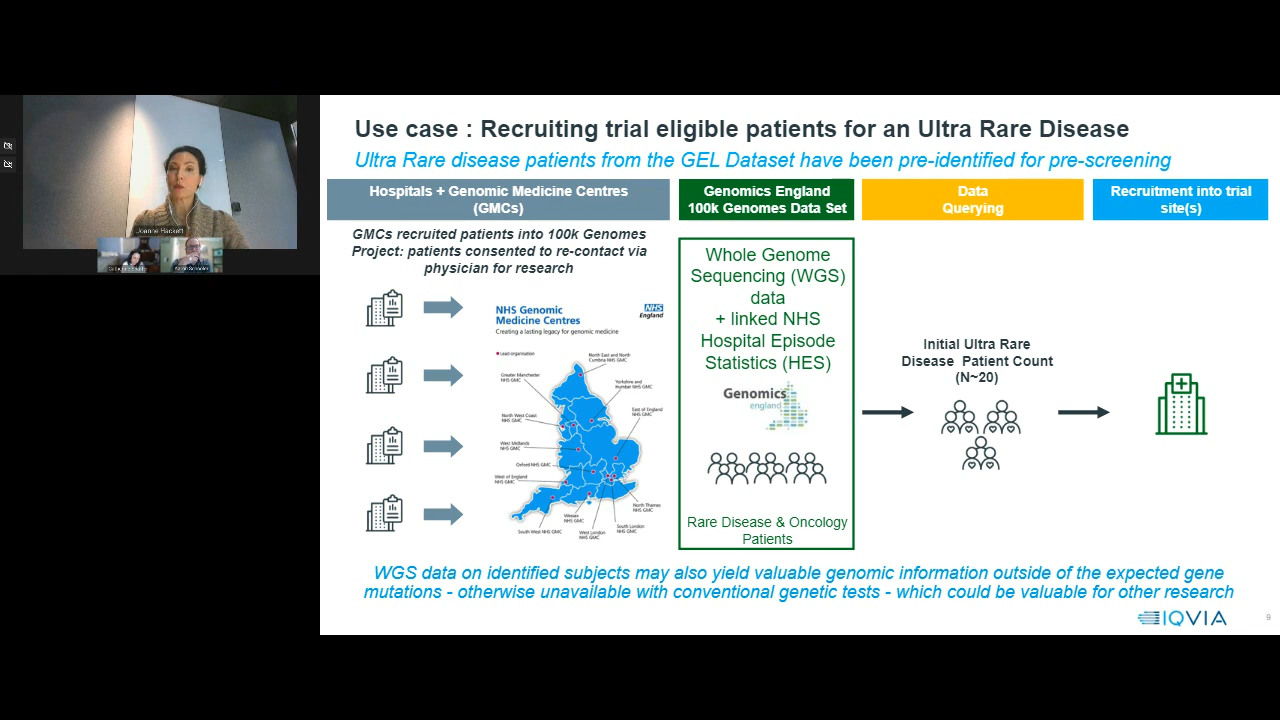 Joanne Hackett
Aaron Schooler
Use case : Recruiting trial eligible patients for an Ultra Rare Disease
Ultra Rare disease patients from the GEL Dataset have been pre-identified for pre-screening
Hospitals + Genomic Medicine Centres
(GMCs)
Genomics England
100k Genomes Data Set
Data
Querying
Recruitment into trial
site(s)
GMCs recruited patients into 100k Genomes
Project: patients consented to re-contact via
physician for research
NHS Genomic
Medicine Centres
Creating a lasting legacy for genomic medicine
NHS
England
Lead organisation
North East and North
Cumbria NHS GMC
Greater Manchester
NHS GMC
Yorkshire and
Humber NHS GMC
North West Coast
NHS GMC
East of England
NHS GMC
West Midlands
NHS GMC
Oxford NHS GMC
West of England
NHS GMC
South West NHS GMC
Wessex
NHS GMC
West London
NHS GMC
South London
NHS GMC
North Thames
NHS GMC
Whole Genome
Sequencing (WGS)
data
+ linked NHS
Hospital Episode
Statistics (HES)
Genomics
england
Rare Disease & Oncology
Patients
Initial Ultra Rare
Disease Patient Count
(N~20)
WGS data on identified subjects may also yield valuable genomic information outside of the expected gene
mutations - otherwise unavailable with conventional genetic tests - which could be valuable for other research
IQVIA
9